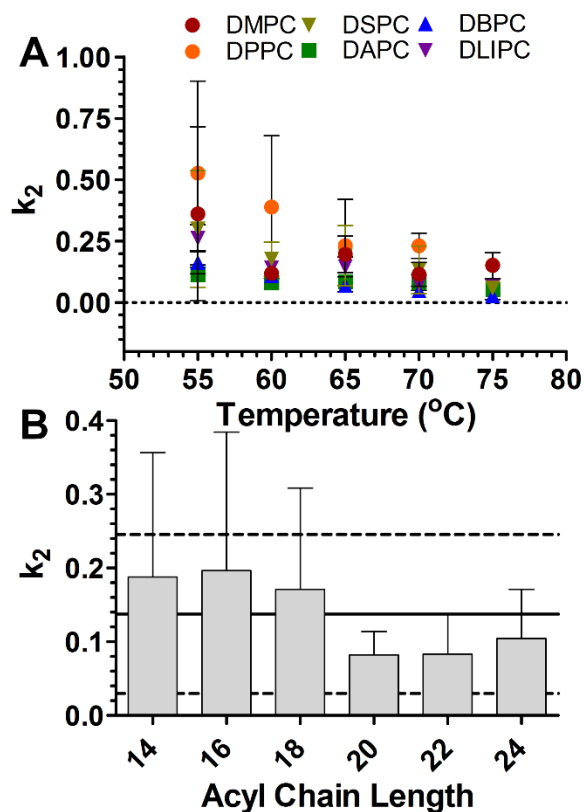 A
DMPC DSPC DBPC
DPPC DAPC DLIPC
1.00
0.75
0.50
0.25
0.00
k2
50 55 60 65 70 75 80
Temperature (oC)
B
0.4
0.3
0.2
0.1
0.0
k2
14 16 18 20 22 24
Acyl Chain Length